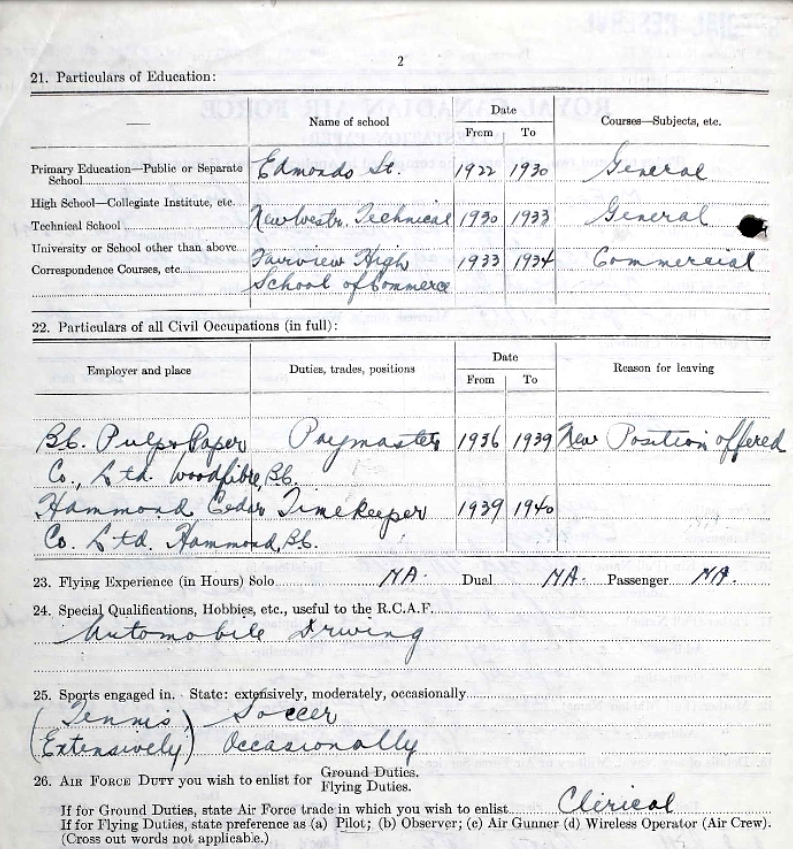 2
21. Particulars of Education:
Name of school Date Courses—Subjects, etc.
From To
Primary Education—Public or Separate School Edmonds St. 1922 1930 General
High School—Collegiate Institute, etc.
Technical School New Westr. Technical 1930 1933 General
University or School other than above
Correspondence Courses, etc. Fairview High 1933 1934 Commercial
School of Commerce
22. Particulars of all Civil Occupations (in full):
Employer and place Duties, trades, positions Date Reason for leaving
From To
B.C. Pulp & Paper Paymaster 1936 1939 New Position offered
Co., Ltd. Woodfibre, B.C.
Hammond Cedar Timekeeper 1939 1940
Co. Ltd. Hammond, B.C.
23. Flying Experience (in Hours) Solo NA. Dual NA. Passenger NA.
24. Special Qualifications, Hobbies, etc., useful to the R.C.A.F.
Automobile Driving
25. Sports engaged in. State: extensively, moderately, occasionally
(Tennis) Soccer
(Extensively) Occasionally
26. AIR FORCE DUTY you wish to enlist for Ground Duties.
Flying Duties.
If for Ground Duties, state Air Force trade in which you wish to enlist Clerical
If for Flying Duties, state preference as (a) Pilot; (b) Observer; (c) Air Gunner (d) Wireless Operator (Air Crew).
(Cross out words not applicable.)